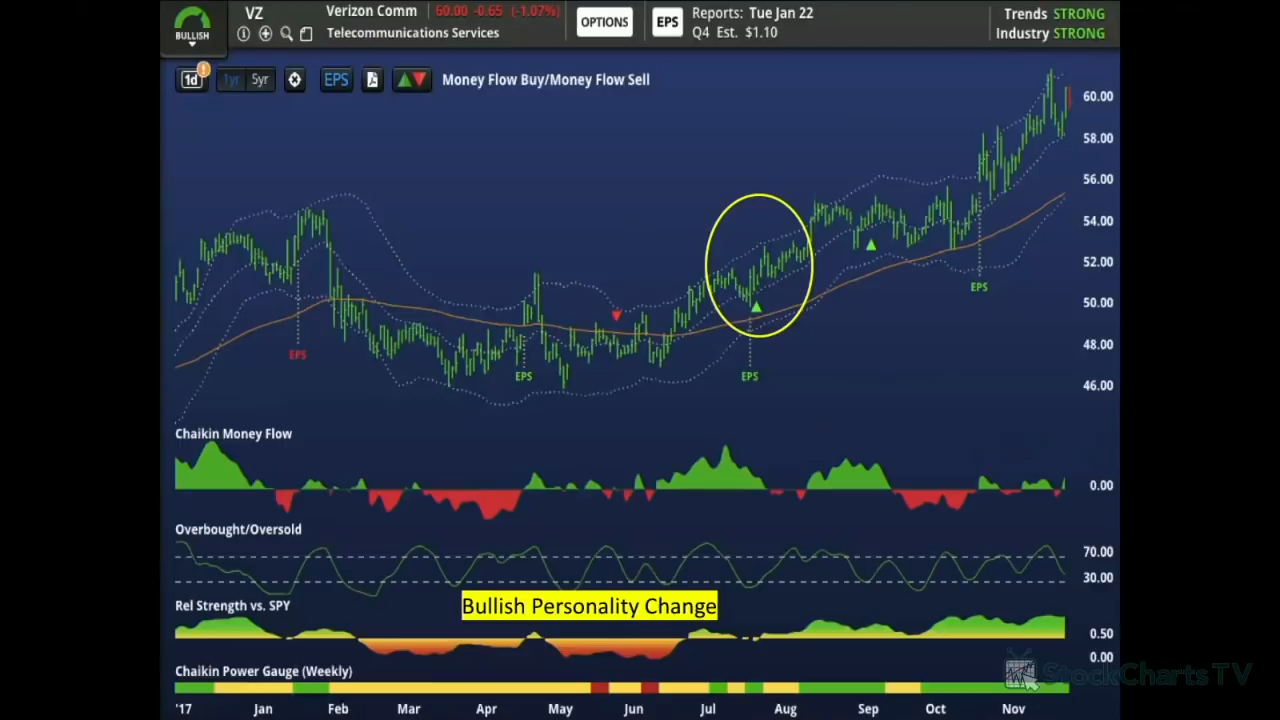 BULLISH
VZ
Verizon Comm
60.00 -0.65 (-1.07%)
Telecommunications Services
OPTIONS
EPS
Reports: Tue Jan 22
Q4 Est. $1.10
Trends STRONG
Industry STRONG
1d
!
1yr 5yr
EPS
Money Flow Buy/Money Flow Sell
60.00
58.00
56.00
54.00
52.00
50.00
48.00
46.00
EPS
EPS
EPS
EPS
Chaikin Money Flow
0.00
Overbought/Oversold
70.00
30.00
Rel Strength vs. SPY
Bullish Personality Change
0.50
0.00
Chaikin Power Gauge (Weekly)
StockChartsTV
'17 Jan Feb Mar Apr May Jun Jul Aug Sep Oct Nov